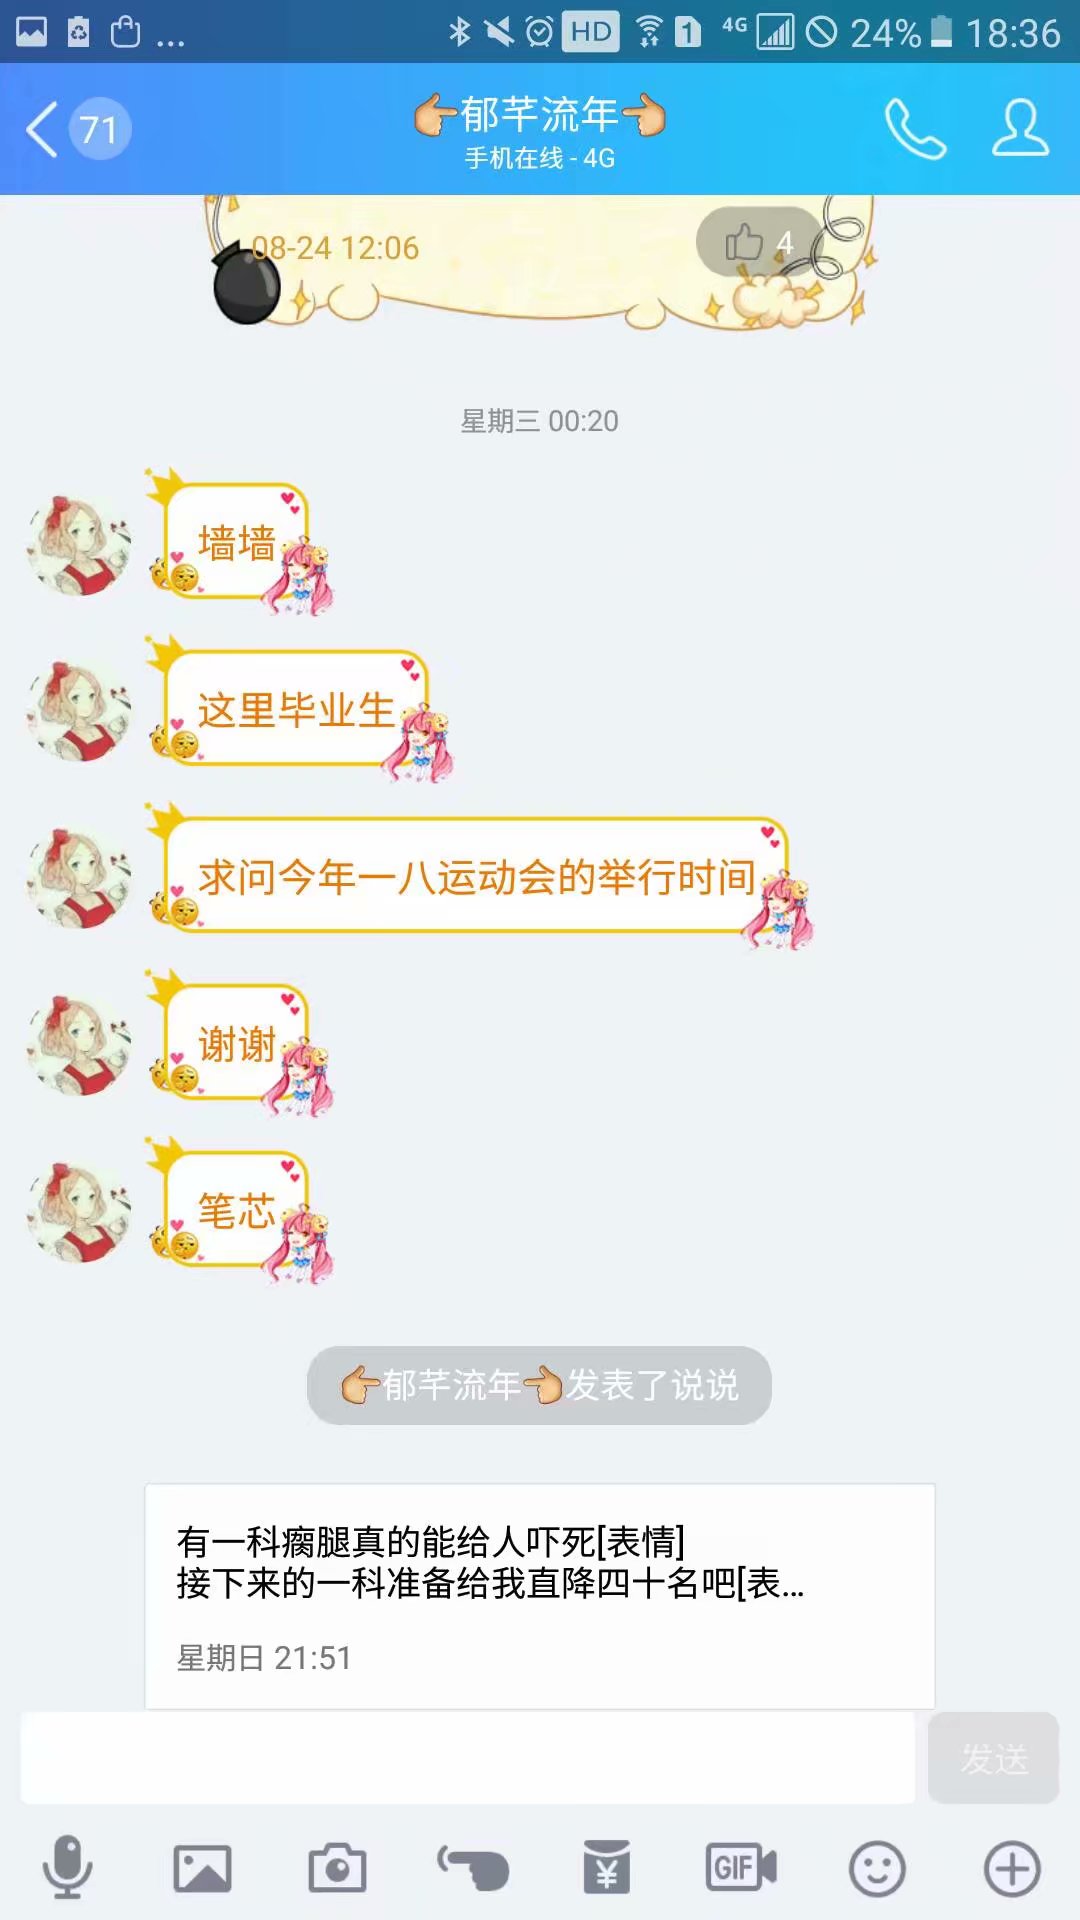 ... HD 1 4G 24% 18:36
71 👉郁芊流年👈
手机在线 - 4G
08-24 12:06 4
星期三 00:20
墙墙
这里毕业生
求问今年一八运动会的举行时间
谢谢
笔芯
👉郁芊流年👈发表了说说
有一科瘸腿真的能给人吓死[表情]
接下来的一科准备给我直降四十名吧[表...
星期日 21:51
发送
GIF